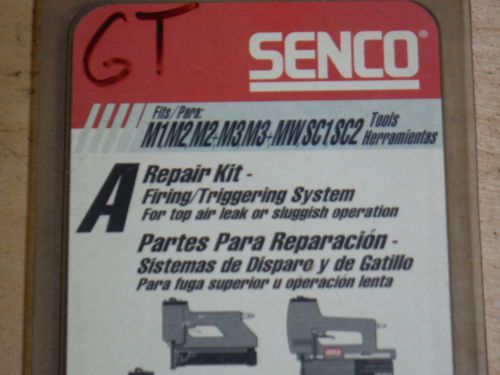 GT
SENCO®
Fits/Para:
M1,M2,M2+,M3,M3+,MW,SC1,SC2 Tools
Herramientas
A Repair Kit -
Firing/Triggering System
For top air leak or sluggish operation
Partes Para Reparación -
Sistemas de Disparo y de Gatillo
Para fuga superior u operación lenta